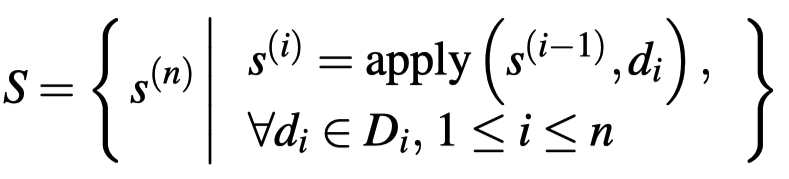 S = { s^{(n)} | s^{(i)} = apply ( s^{(i-1)}, d_i ) ,
∀d_i ∈ D_i, 1 ≤ i ≤ n }